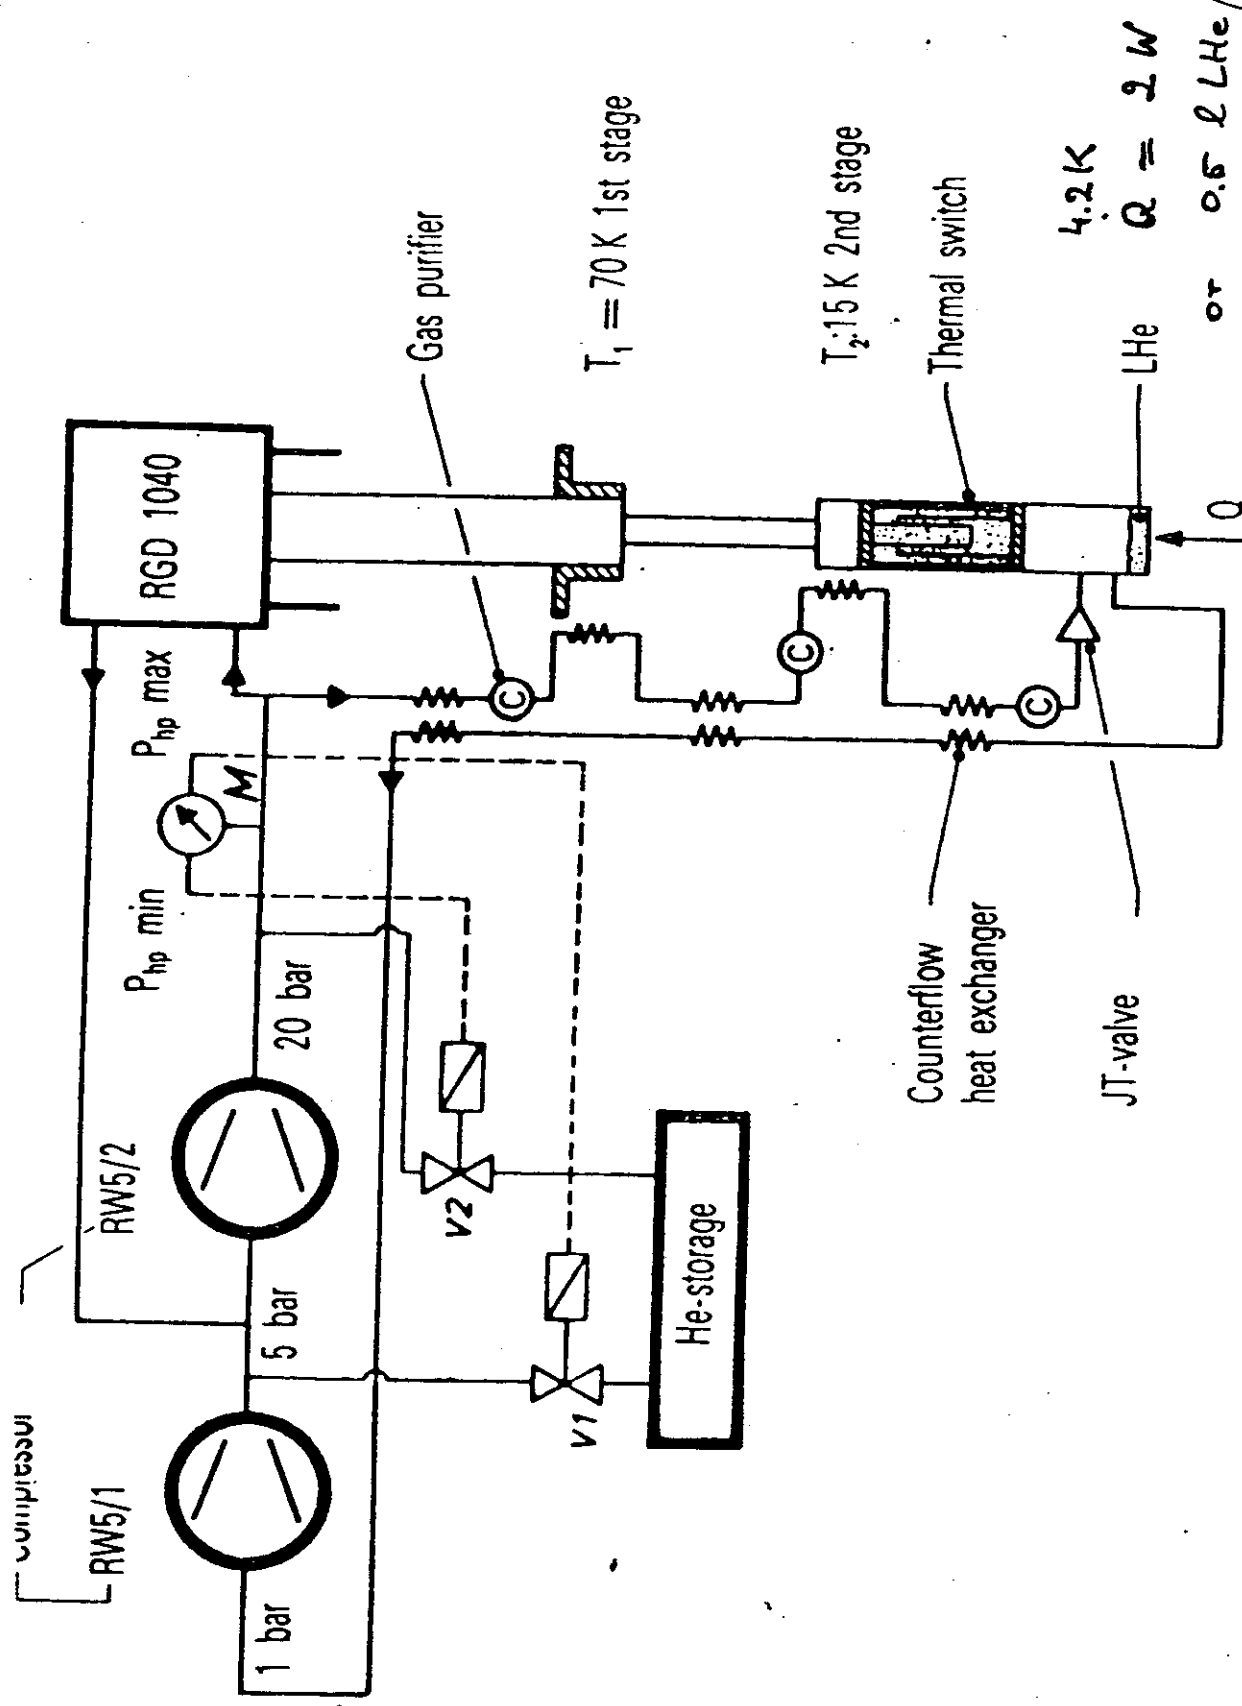 Compressor
RW5/1
RW5/2
1 bar
5 bar
20 bar
P_hp min
P_hp max
M
RGD 1040
Gas purifier
T₁ = 70 K 1st stage
T₂:15 K 2nd stage
Thermal switch
4.2K
Q̇ = 2 W
or 0.5 l LHe/
LHe
Q
C
C
C
V2
V1
He-storage
Counterflow
heat exchanger
JT-valve